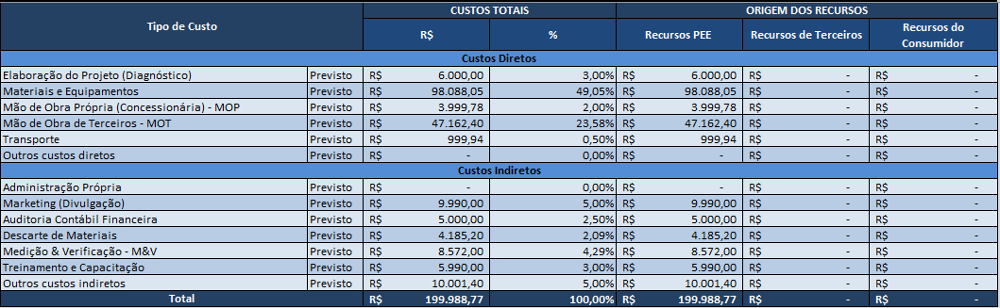 Tipo de Custo CUSTOS TOTAIS ORIGEM DOS RECURSOS
R$ % Recursos PEE Recursos de Terceiros Recursos do Consumidor
Custos Diretos
Elaboração do Projeto (Diagnóstico) Previsto R$ 6.000,00 3,00% R$ 6.000,00 R$ - R$ -
Materiais e Equipamentos Previsto R$ 98.088,05 49,05% R$ 98.088,05 R$ - R$ -
Mão de Obra Própria (Concessionária) - MOP Previsto R$ 3.999,78 2,00% R$ 3.999,78 R$ - R$ -
Mão de Obra de Terceiros - MOT Previsto R$ 47.162,40 23,58% R$ 47.162,40 R$ - R$ -
Transporte Previsto R$ 999,94 0,50% R$ 999,94 R$ - R$ -
Outros custos diretos Previsto R$ - 0,00% R$ - R$ - R$ -
Custos Indiretos
Administração Própria Previsto R$ - 0,00% R$ - R$ - R$ -
Marketing (Divulgação) Previsto R$ 9.990,00 5,00% R$ 9.990,00 R$ - R$ -
Auditoria Contábil Financeira Previsto R$ 5.000,00 2,50% R$ 5.000,00 R$ - R$ -
Descarte de Materiais Previsto R$ 4.185,20 2,09% R$ 4.185,20 R$ - R$ -
Medição & Verificação - M&V Previsto R$ 8.572,00 4,29% R$ 8.572,00 R$ - R$ -
Treinamento e Capacitação Previsto R$ 5.990,00 3,00% R$ 5.990,00 R$ - R$ -
Outros custos indiretos Previsto R$ 10.001,40 5,00% R$ 10.001,40 R$ - R$ -
Total R$ 199.988,77 100,00% R$ 199.988,77 R$ - R$ -